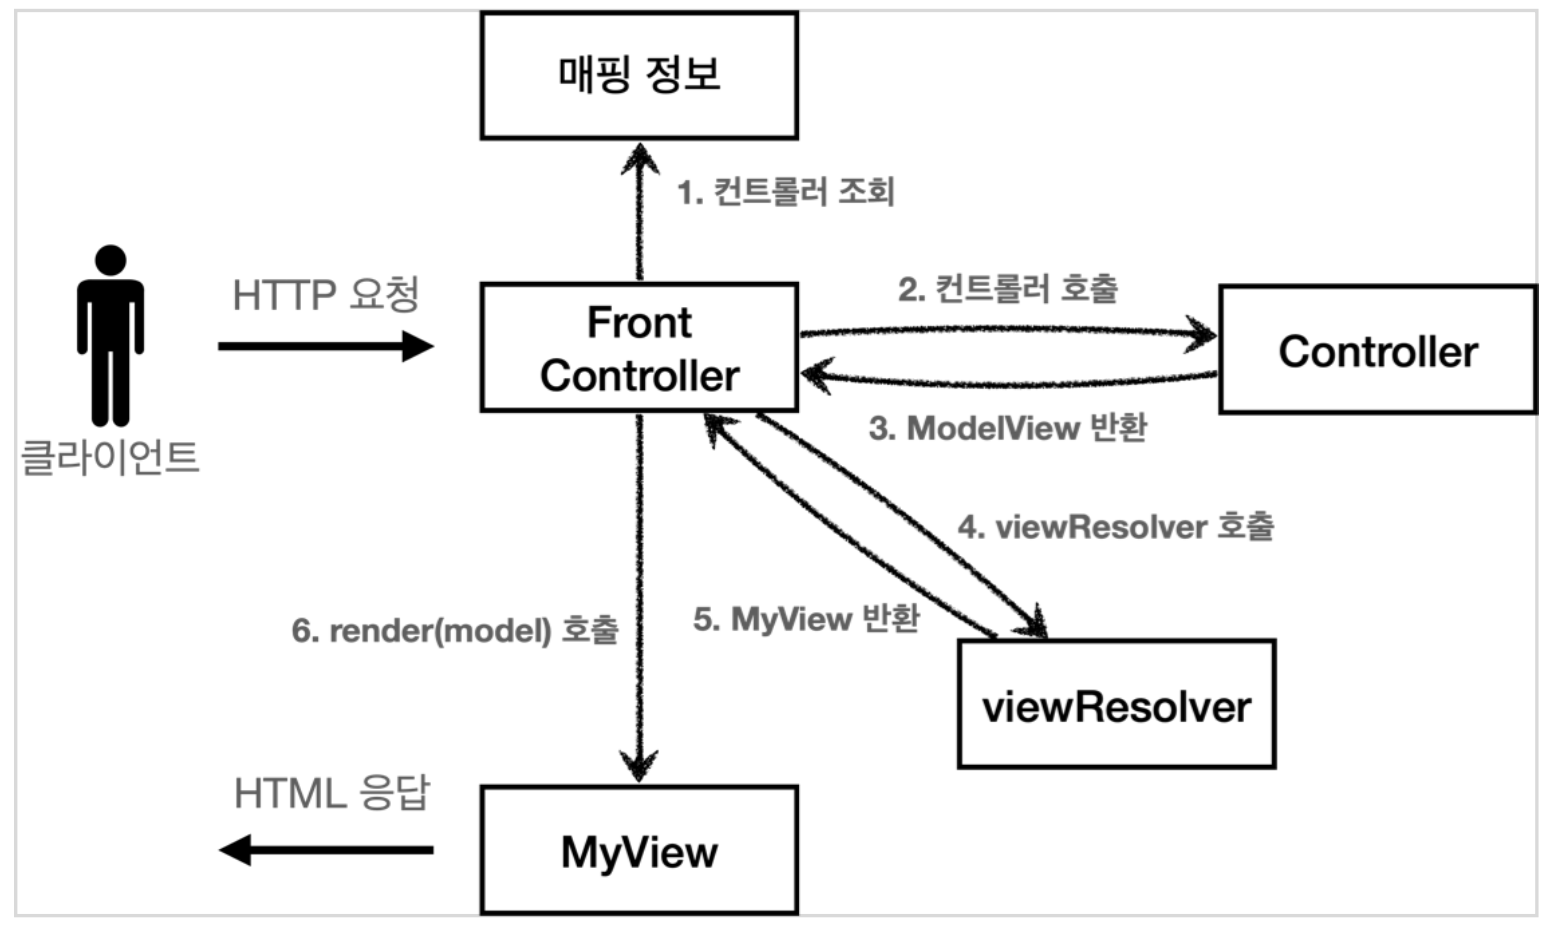 매핑 정보
1. 컨트롤러 조회
HTTP 요청
Front
Controller
2. 컨트롤러 호출
Controller
3. ModelView 반환
클라이언트
4. viewResolver 호출
5. MyView 반환
6. render(model) 호출
viewResolver
HTML 응답
MyView